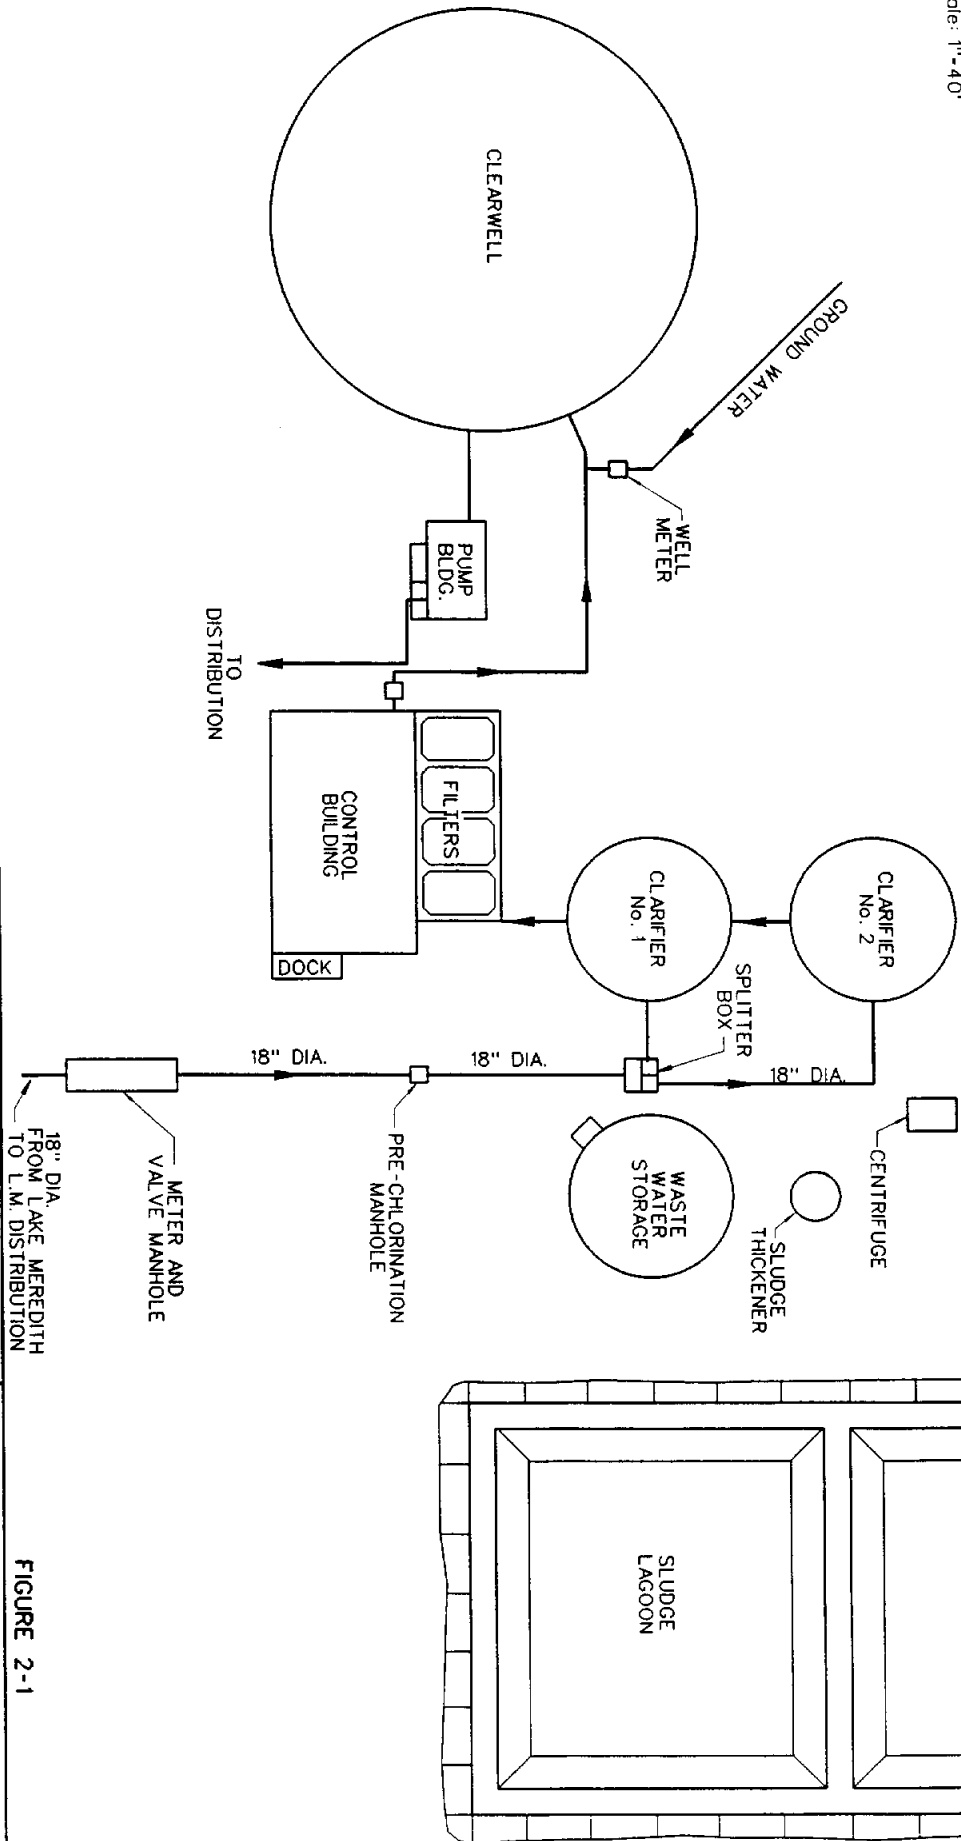 ale: 1"-40'
CLEARWELL
GROUND WATER
WELL
METER
PUMP
BLDG.
TO
DISTRIBUTION
FILTERS
CONTROL
BUILDING
DOCK
CLARIFIER
No. 1
CLARIFIER
No. 2
SPLITTER
BOX
18" DIA.
18" DIA.
18" DIA.
PRE-CHLORINATION
MANHOLE
METER AND
VALVE MANHOLE
18" DIA.
FROM LAKE MEREDITH
TO L.M. DISTRIBUTION
WASTE
WATER
STORAGE
SLUDGE
THICKENER
CENTRIFUGE
SLUDGE
LAGOON
FIGURE 2-1